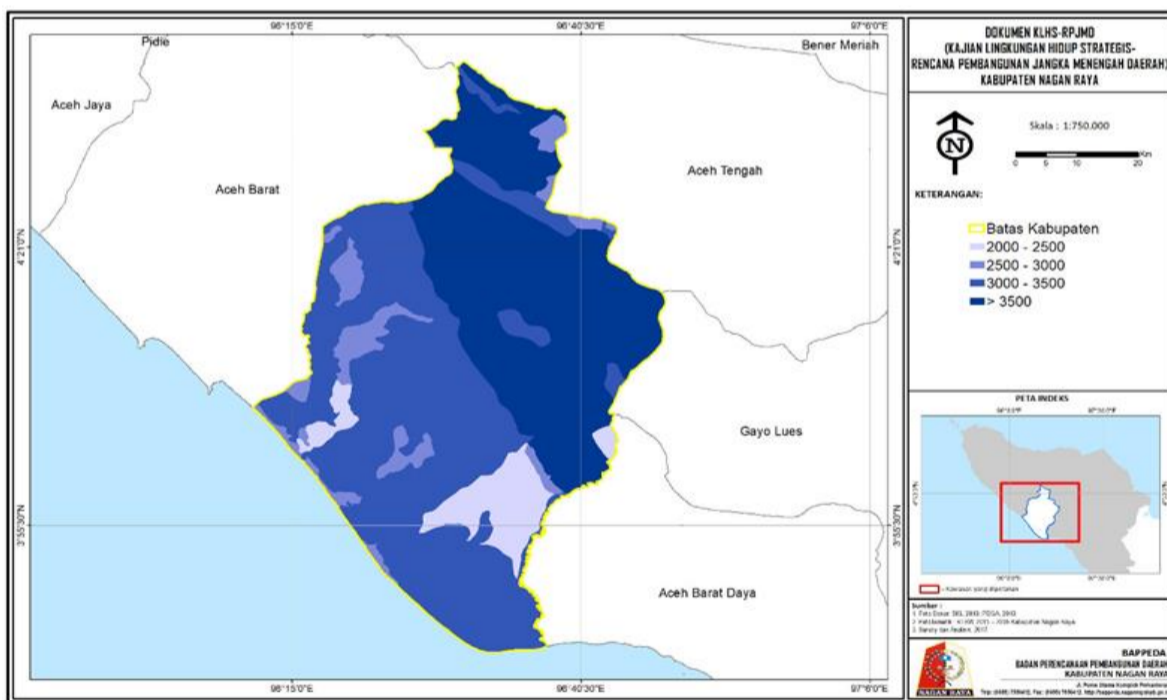 96°15'0"E
96°40'30"E
97°6'0"E
Pidie
Bener Meriah
Aceh Jaya
Aceh Barat
Aceh Tengah
4°21'0"N
4°21'0"N
Gayo Lues
3°55'30"N
3°55'30"N
Aceh Barat Daya
96°15'0"E
96°40'30"E
97°6'0"E
DOKUMEN KLHS-RPJMD
(KAJIAN LINGKUNGAN HIDUP STRATEGIS-
RENCANA PEMBANGUNAN JANGKA MENENGAH DAERAH)
KABUPATEN NAGAN RAYA
N
Skala : 1:750.000
0 5 10 20
Km
KETERANGAN:
Batas Kabupaten
2000 - 2500
2500 - 3000
3000 - 3500
> 3500
PETA INDEKS
= Kawasan yang dipetakan
Sumber :
BAPPEDA
BADAN PERENCANAAN PEMBANGUNAN DAERAH
KABUPATEN NAGAN RAYA
NAGAN RAYA